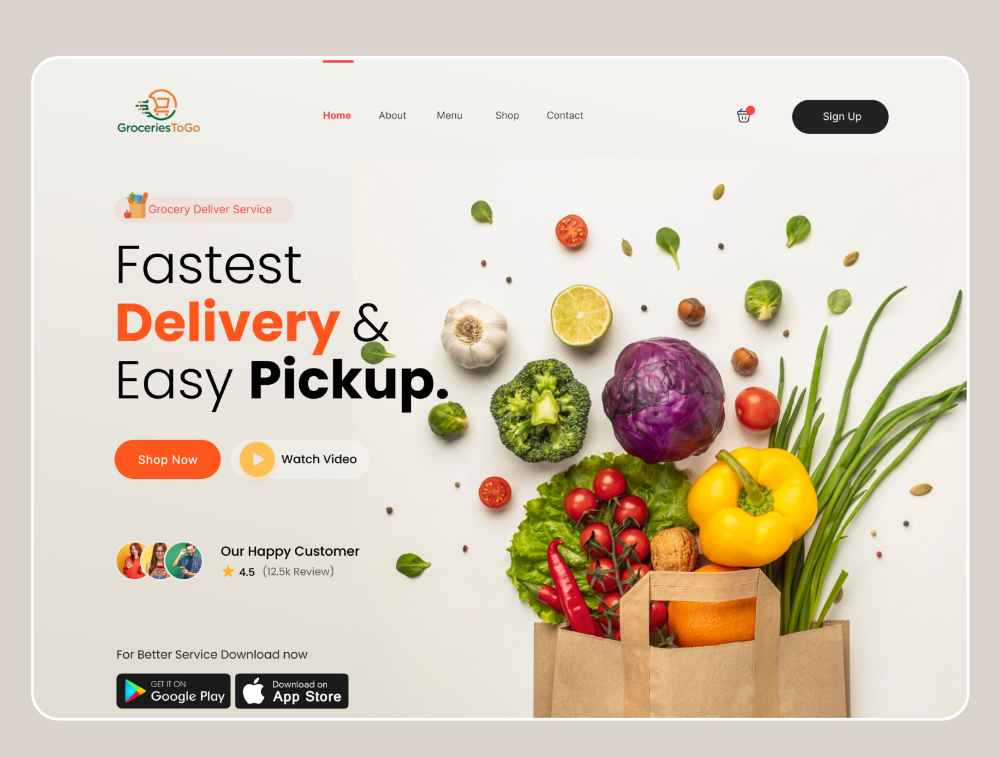 GroceriesToGo
Home About Menu Shop Contact
Sign Up
Grocery Deliver Service
Fastest
Delivery &
Easy Pickup.
Shop Now
Watch Video
Our Happy Customer
4.5 (12.5k Review)
For Better Service Download now
GET IT ON
Google Play
Download on
App Store